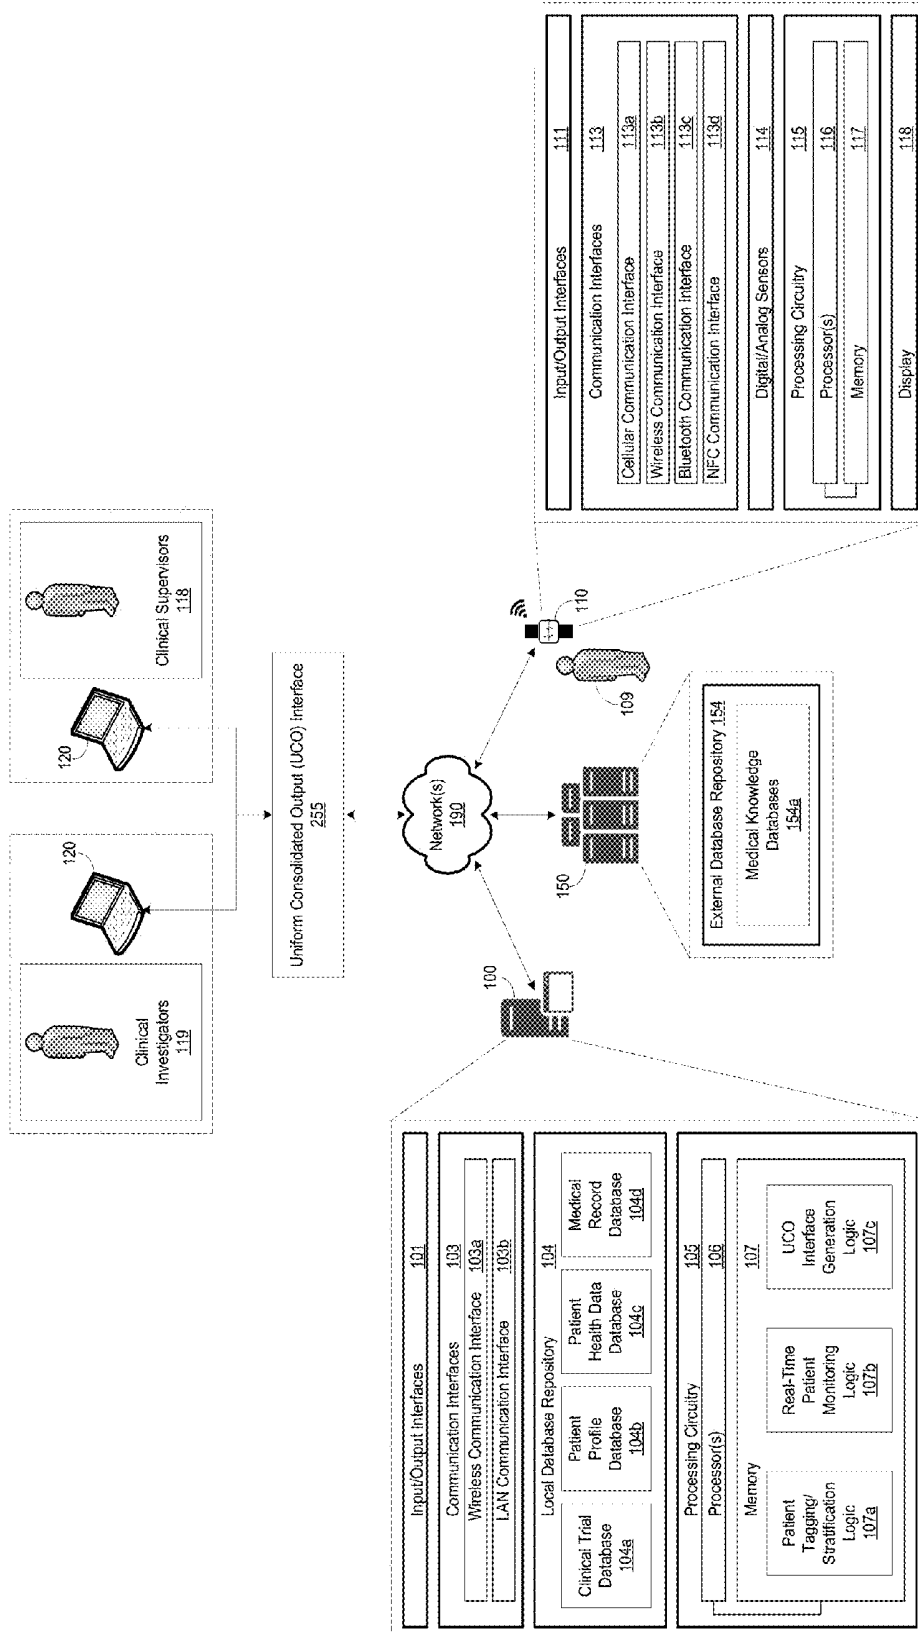 Clinical
Investigators
119
120
120
Clinical Supervisors
118
Uniform Consolidated Output (UCO) Interface
255
Network(s)
190
100
150
109
110
Input/Output Interfaces 101
Communication Interfaces 103
Wireless Communication Interface 103a
LAN Communication Interface 103b
Local Database Repository 104
Clinical Trial
Database
104a
Patient
Profile
Database
104b
Patient
Health Data
Database
104c
Medical
Record
Database
104d
Processing Circuitry 105
Processor(s) 106
Memory 107
Patient
Tagging/
Stratification
Logic
107a
Real-Time
Patient
Monitoring
Logic
107b
UCO
Interface
Generation
Logic
107c
External Database Repository 154
Medical Knowledge
Databases
154a
Input/Output Interfaces 111
Communication Interfaces 113
Cellular Communication Interface 113a
Wireless Communication Interface 113b
Bluetooth Communication Interface 113c
NFC Communication Interface 113d
Digital/Analog Sensors 114
Processing Circuitry 115
Processor(s) 116
Memory 117
Display 118